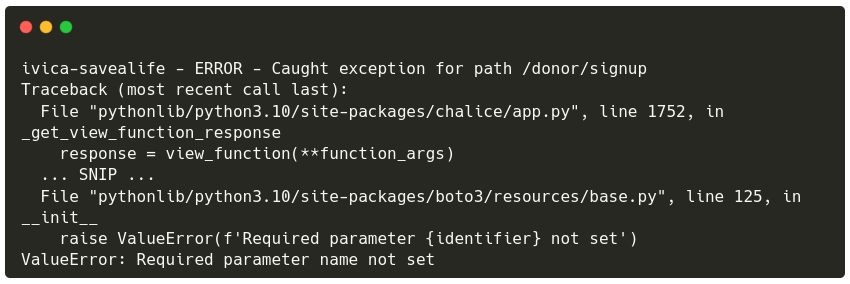 ivica-savealife - ERROR - Caught exception for path /donor/signup
Traceback (most recent call last):
  File "pythonlib/python3.10/site-packages/chalice/app.py", line 1752, in
_get_view_function_response
    response = view_function(**function_args)
  ... SNIP ...
  File "pythonlib/python3.10/site-packages/boto3/resources/base.py", line 125, in
__init__
    raise ValueError(f'Required parameter {identifier} not set')
ValueError: Required parameter name not set